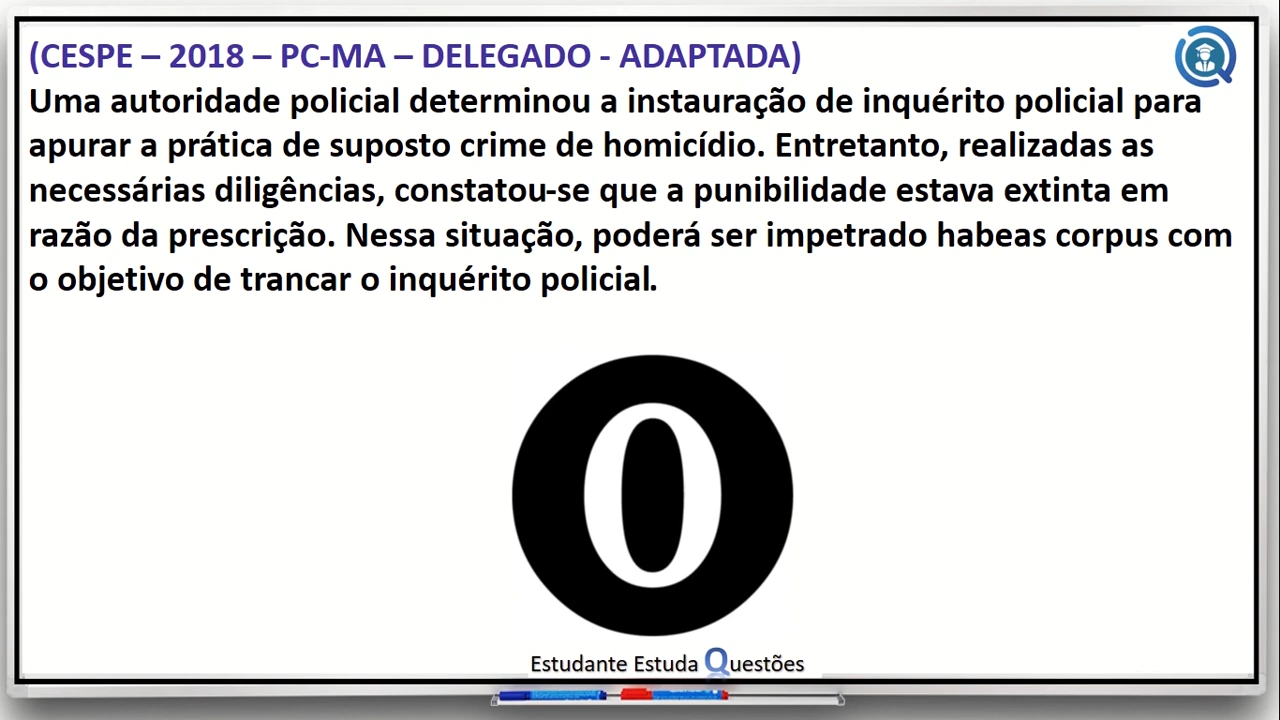 (CESPE – 2018 – PC-MA – DELEGADO - ADAPTADA)
Uma autoridade policial determinou a instauração de inquérito policial para
apurar a prática de suposto crime de homicídio. Entretanto, realizadas as
necessárias diligências, constatou-se que a punibilidade estava extinta em
razão da prescrição. Nessa situação, poderá ser impetrado habeas corpus com
o objetivo de trancar o inquérito policial.
0
Estudante Estuda Questões